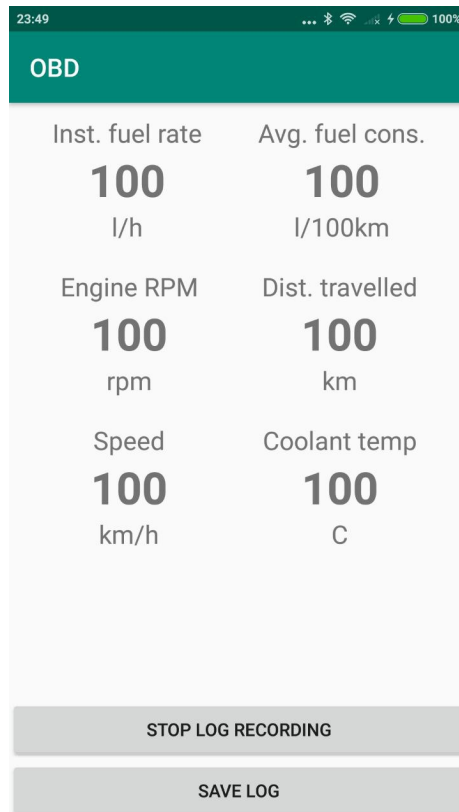 23:49 ... 100%
OBD
Inst. fuel rate Avg. fuel cons.
100 100
l/h l/100km
Engine RPM Dist. travelled
100 100
rpm km
Speed Coolant temp
100 100
km/h C
STOP LOG RECORDING
SAVE LOG